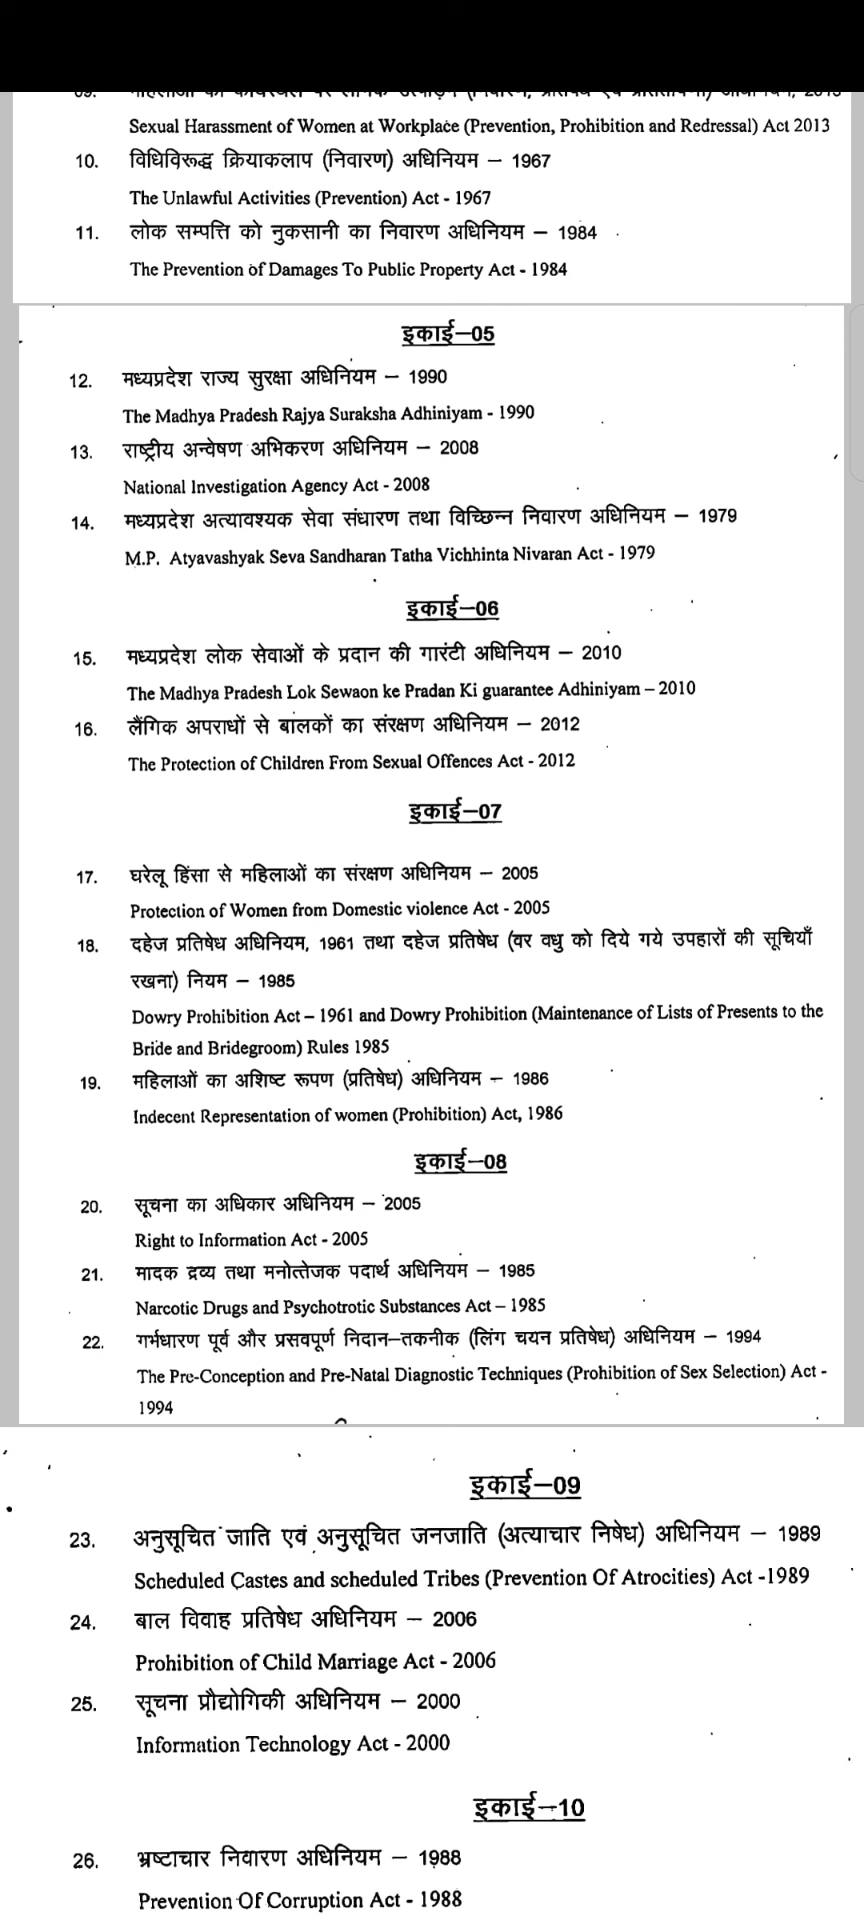 09. महिलाओं का कार्यस्थल पर लैंगिक उत्पीड़न (निवारण, प्रतिषेध एवं प्रतितोषण) अधिनियम, 2013
Sexual Harassment of Women at Workplace (Prevention, Prohibition and Redressal) Act 2013
10. विधिविरूद्ध क्रियाकलाप (निवारण) अधिनियम – 1967
The Unlawful Activities (Prevention) Act - 1967
11. लोक सम्पत्ति को नुकसानी का निवारण अधिनियम – 1984
The Prevention of Damages To Public Property Act - 1984
इकाई–05
12. मध्यप्रदेश राज्य सुरक्षा अधिनियम – 1990
The Madhya Pradesh Rajya Suraksha Adhiniyam - 1990
13. राष्ट्रीय अन्वेषण अभिकरण अधिनियम – 2008
National Investigation Agency Act - 2008
14. मध्यप्रदेश अत्यावश्यक सेवा संधारण तथा विच्छिन्न निवारण अधिनियम – 1979
M.P. Atyavashyak Seva Sandharan Tatha Vichhinta Nivaran Act - 1979
इकाई–06
15. मध्यप्रदेश लोक सेवाओं के प्रदान की गारंटी अधिनियम – 2010
The Madhya Pradesh Lok Sewaon ke Pradan Ki guarantee Adhiniyam – 2010
16. लैंगिक अपराधों से बालकों का संरक्षण अधिनियम – 2012
The Protection of Children From Sexual Offences Act - 2012
इकाई–07
17. घरेलू हिंसा से महिलाओं का संरक्षण अधिनियम – 2005
Protection of Women from Domestic violence Act - 2005
18. दहेज प्रतिषेध अधिनियम, 1961 तथा दहेज प्रतिषेध (वर वधु को दिये गये उपहारों की सूचियाँ
रखना) नियम – 1985
Dowry Prohibition Act – 1961 and Dowry Prohibition (Maintenance of Lists of Presents to the
Bride and Bridegroom) Rules 1985
19. महिलाओं का अशिष्ट रूपण (प्रतिषेध) अधिनियम – 1986
Indecent Representation of women (Prohibition) Act, 1986
इकाई–08
20. सूचना का अधिकार अधिनियम – 2005
Right to Information Act - 2005
21. मादक द्रव्य तथा मनोत्तेजक पदार्थ अधिनियम – 1985
Narcotic Drugs and Psychotrotic Substances Act – 1985
22. गर्भधारण पूर्व और प्रसवपूर्ण निदान–तकनीक (लिंग चयन प्रतिषेध) अधिनियम – 1994
The Pre-Conception and Pre-Natal Diagnostic Techniques (Prohibition of Sex Selection) Act -
1994
इकाई–09
23. अनुसूचित जाति एवं अनुसूचित जनजाति (अत्याचार निषेध) अधिनियम – 1989
Scheduled Castes and scheduled Tribes (Prevention Of Atrocities) Act -1989
24. बाल विवाह प्रतिषेध अधिनियम – 2006
Prohibition of Child Marriage Act - 2006
25. सूचना प्रौद्योगिकी अधिनियम – 2000
Information Technology Act - 2000
इकाई–10
26. भ्रष्टाचार निवारण अधिनियम – 1988
Prevention Of Corruption Act - 1988